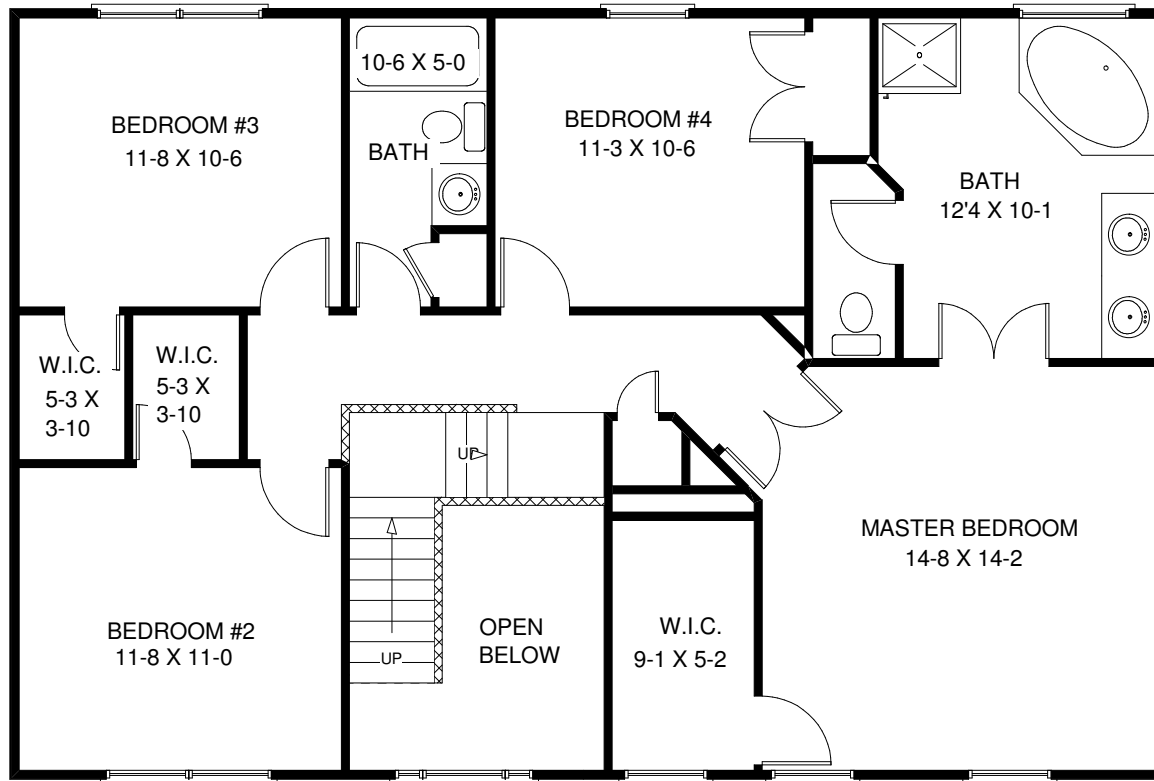 BEDROOM #3
11-8 X 10-6
10-6 X 5-0
BATH
BEDROOM #4
11-3 X 10-6
BATH
12'4 X 10-1
W.I.C.
5-3 X
3-10
W.I.C.
5-3 X
3-10
UP
MASTER BEDROOM
14-8 X 14-2
BEDROOM #2
11-8 X 11-0
UP
OPEN
BELOW
W.I.C.
9-1 X 5-2